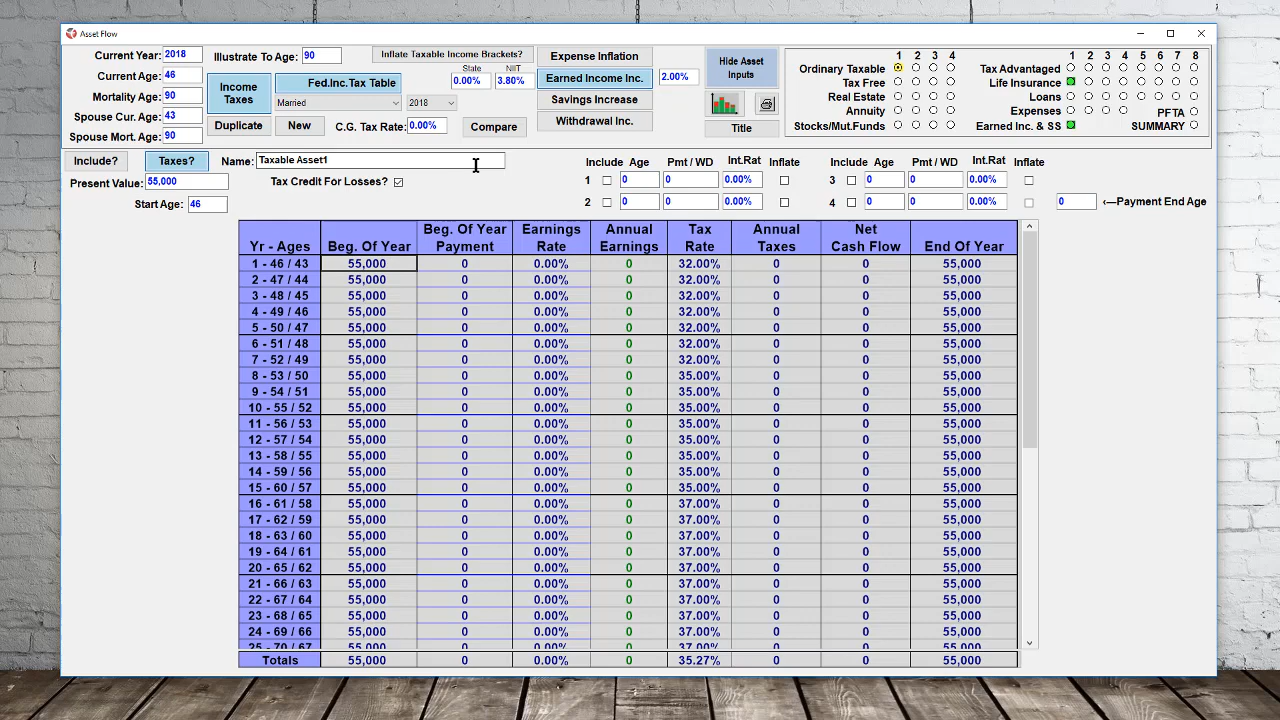 Asset Flow
Current Year: 2018 Illustrate To Age: 90 Inflate Taxable Income Brackets? Expense Inflation
Current Age: 46 Income Taxes Fed.Inc.Tax Table State 0.00% NIIT 3.80% Earned Income Inc. 2.00%
Mortality Age: 90 Married 2018 Savings Increase
Spouse Cur. Age: 43 Duplicate New C.G. Tax Rate: 0.00% Compare Withdrawal Inc.
Spouse Mort. Age: 90
Hide Asset Inputs
Title
1 2 3 4 1 2 3 4 5 6 7 8
Ordinary Taxable Tax Advantaged
Tax Free Life Insurance
Real Estate Loans
Annuity Expenses PFTA
Stocks/Mut.Funds Earned Inc. & SS SUMMARY
Include? Taxes? Name: Taxable Asset1
Present Value: 55,000 Tax Credit For Losses?
Start Age: 46
Include Age Pmt / WD Int.Rat Inflate Include Age Pmt / WD Int.Rat Inflate
1 0 0 0.00% 3 0 0 0.00%
2 0 0 0.00% 4 0 0 0.00% 0 <—Payment End Age
Yr - Ages Beg. Of Year Beg. Of Year Payment Earnings Rate Annual Earnings Tax Rate Annual Taxes Net Cash Flow End Of Year
1 - 46 / 43 55,000 0 0.00% 0 32.00% 0 0 55,000
2 - 47 / 44 55,000 0 0.00% 0 32.00% 0 0 55,000
3 - 48 / 45 55,000 0 0.00% 0 32.00% 0 0 55,000
4 - 49 / 46 55,000 0 0.00% 0 32.00% 0 0 55,000
5 - 50 / 47 55,000 0 0.00% 0 32.00% 0 0 55,000
6 - 51 / 48 55,000 0 0.00% 0 32.00% 0 0 55,000
7 - 52 / 49 55,000 0 0.00% 0 32.00% 0 0 55,000
8 - 53 / 50 55,000 0 0.00% 0 35.00% 0 0 55,000
9 - 54 / 51 55,000 0 0.00% 0 35.00% 0 0 55,000
10 - 55 / 52 55,000 0 0.00% 0 35.00% 0 0 55,000
11 - 56 / 53 55,000 0 0.00% 0 35.00% 0 0 55,000
12 - 57 / 54 55,000 0 0.00% 0 35.00% 0 0 55,000
13 - 58 / 55 55,000 0 0.00% 0 35.00% 0 0 55,000
14 - 59 / 56 55,000 0 0.00% 0 35.00% 0 0 55,000
15 - 60 / 57 55,000 0 0.00% 0 35.00% 0 0 55,000
16 - 61 / 58 55,000 0 0.00% 0 37.00% 0 0 55,000
17 - 62 / 59 55,000 0 0.00% 0 37.00% 0 0 55,000
18 - 63 / 60 55,000 0 0.00% 0 37.00% 0 0 55,000
19 - 64 / 61 55,000 0 0.00% 0 37.00% 0 0 55,000
20 - 65 / 62 55,000 0 0.00% 0 37.00% 0 0 55,000
21 - 66 / 63 55,000 0 0.00% 0 37.00% 0 0 55,000
22 - 67 / 64 55,000 0 0.00% 0 37.00% 0 0 55,000
23 - 68 / 65 55,000 0 0.00% 0 37.00% 0 0 55,000
24 - 69 / 66 55,000 0 0.00% 0 37.00% 0 0 55,000
25 - 70 / 67 55,000 0 0.00% 0 37.00% 0 0 55,000
Totals 55,000 0 0.00% 0 35.27% 0 0 55,000